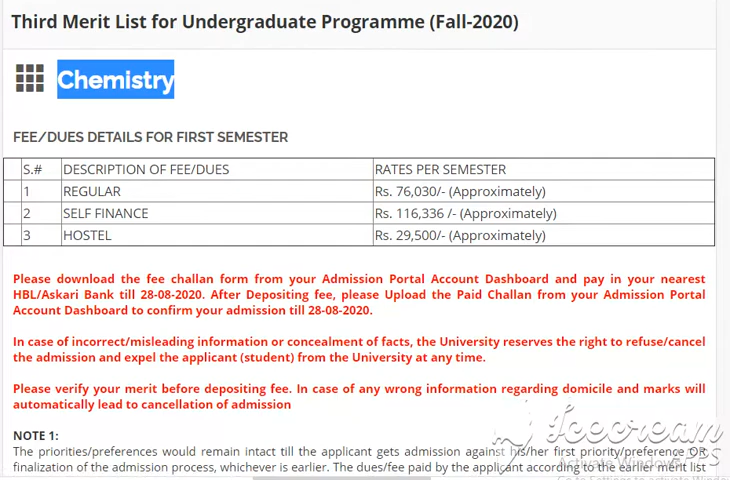 Third Merit List for Undergraduate Programme (Fall-2020)
Chemistry
FEE/DUES DETAILS FOR FIRST SEMESTER
S.# DESCRIPTION OF FEE/DUES RATES PER SEMESTER
1 REGULAR Rs. 76,030/- (Approximately)
2 SELF FINANCE Rs. 116,336 /- (Approximately)
3 HOSTEL Rs. 29,500/- (Approximately)
Please download the fee challan form from your Admission Portal Account Dashboard and pay in your nearest
HBL/Askari Bank till 28-08-2020. After Depositing fee, please Upload the Paid Challan from your Admission Portal
Account Dashboard to confirm your admission till 28-08-2020.
In case of incorrect/misleading information or concealment of facts, the University reserves the right to refuse/cancel
the admission and expel the applicant (student) from the University at any time.
Please verify your merit before depositing fee. In case of any wrong information regarding domicile and marks will
automatically lead to cancellation of admission
NOTE 1:
The priorities/preferences would remain intact till the applicant gets admission against his/her first priority/preference OR
finalization of the admission process, whichever is earlier. The dues/fee paid by the applicant according to the earlier merit list
Icecream
APPS
Activate Windows